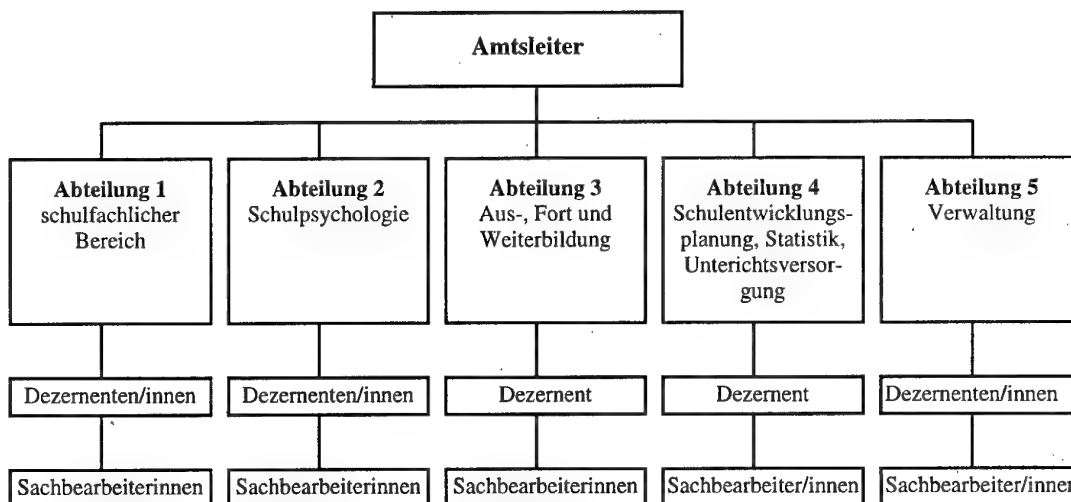 Amtsleiter
Abteilung 1
schulfachlicher
Bereich
Abteilung 2
Schulpsychologie
Abteilung 3
Aus-, Fort und
Weiterbildung
Abteilung 4
Schulentwicklungs-
planung, Statistik,
Unterichtsversor-
gung
Abteilung 5
Verwaltung
Dezernenten/innen
Dezernenten/innen
Dezernent
Dezernent
Dezernenten/innen
Sachbearbeiterinnen
Sachbearbeiterinnen
Sachbearbeiterinnen
Sachbearbeiter/innen
Sachbearbeiter/innen